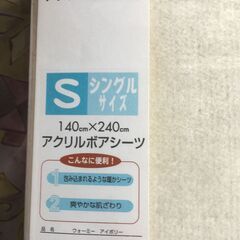 S シングル
サイズ
140cm×240cm
アクリルボアシーツ
こんなに便利!
1 包み込まれるような暖かシーツ
2 爽やかな肌ざわり
品名 ウォーミー アイボリー